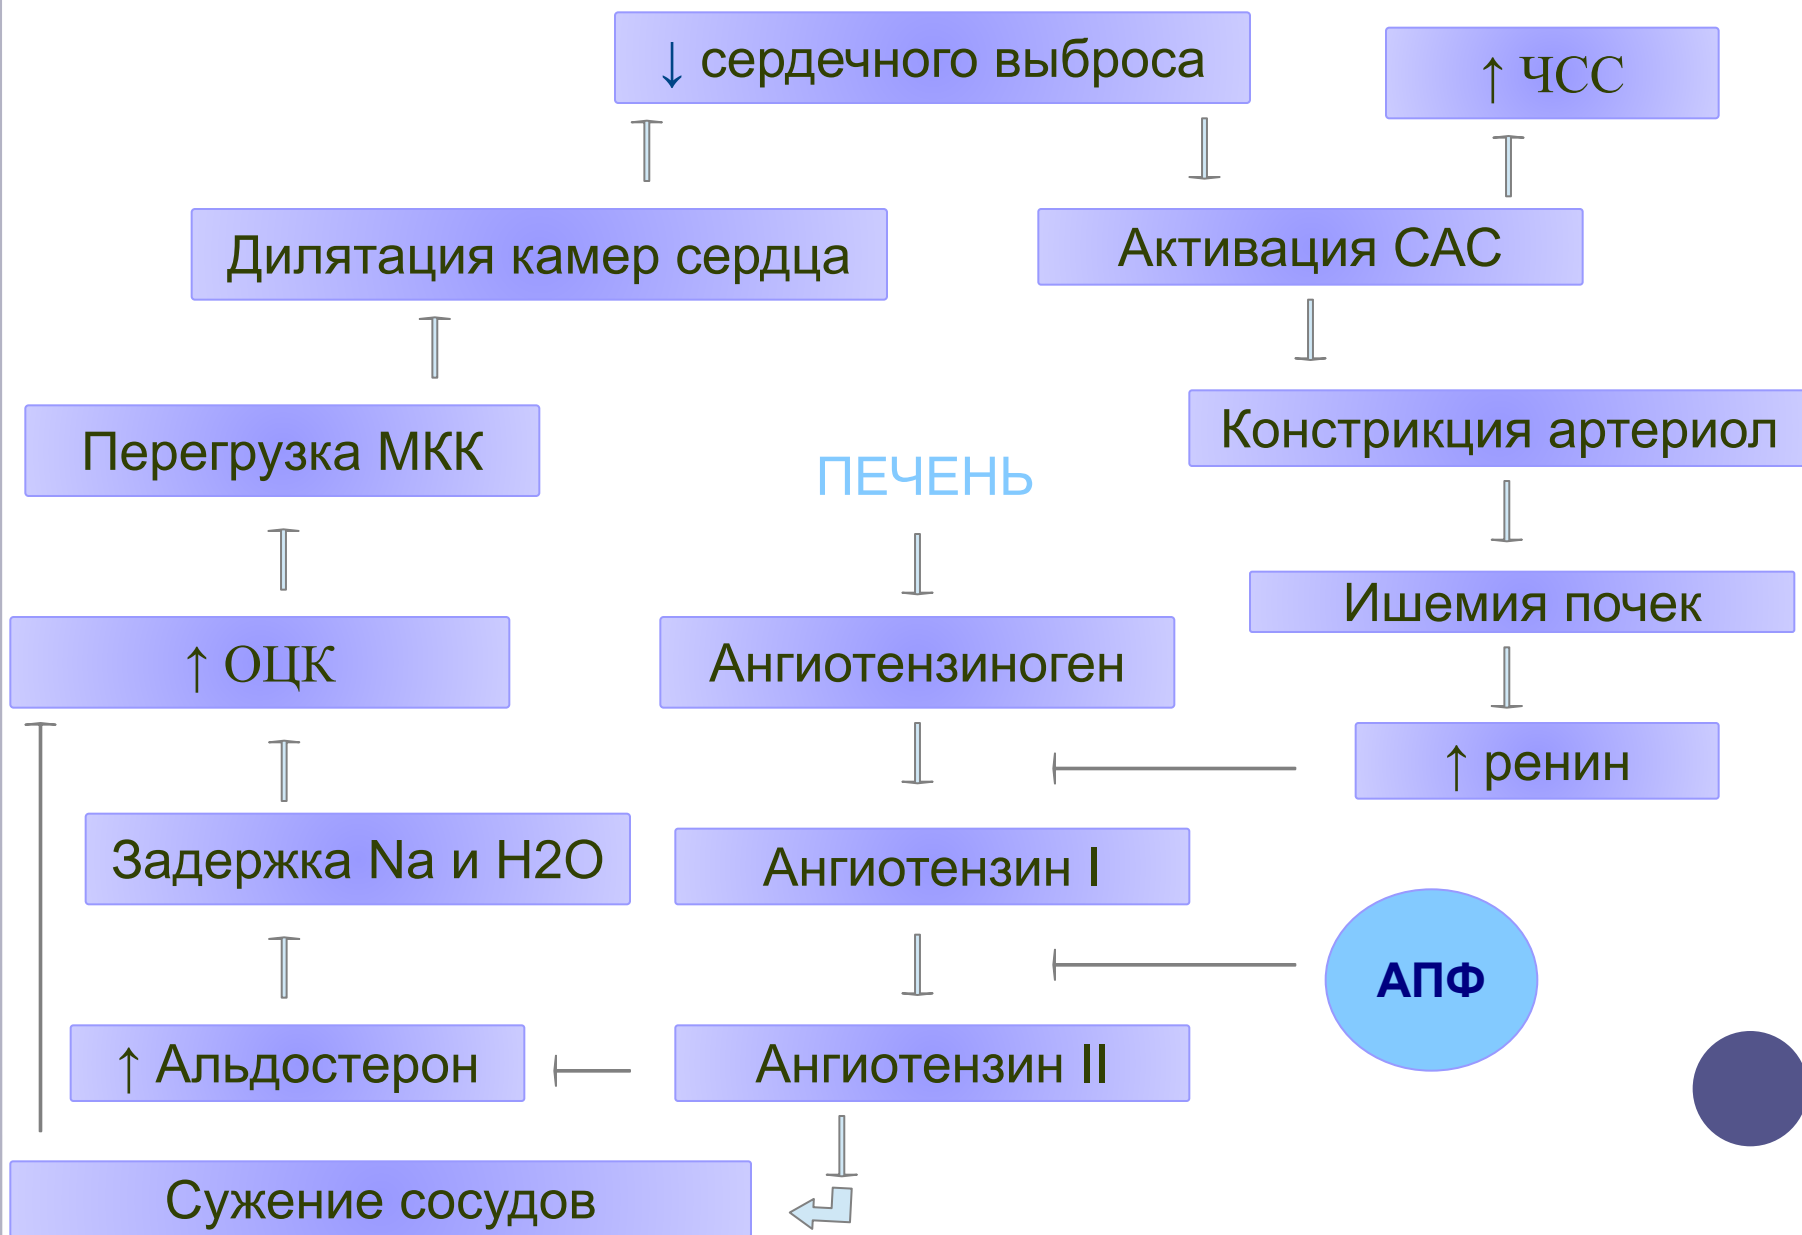 ↓ сердечного выброса
↑ ЧСС
Дилятация камер сердца
Активация САС
Перегрузка МКК
Констрикция артериол
ПЕЧЕНЬ
Ишемия почек
↑ ОЦК
Ангиотензиноген
↑ ренин
Задержка Na и H2O
Ангиотензин I
АПФ
↑ Альдостерон
Ангиотензин II
Сужение сосудов